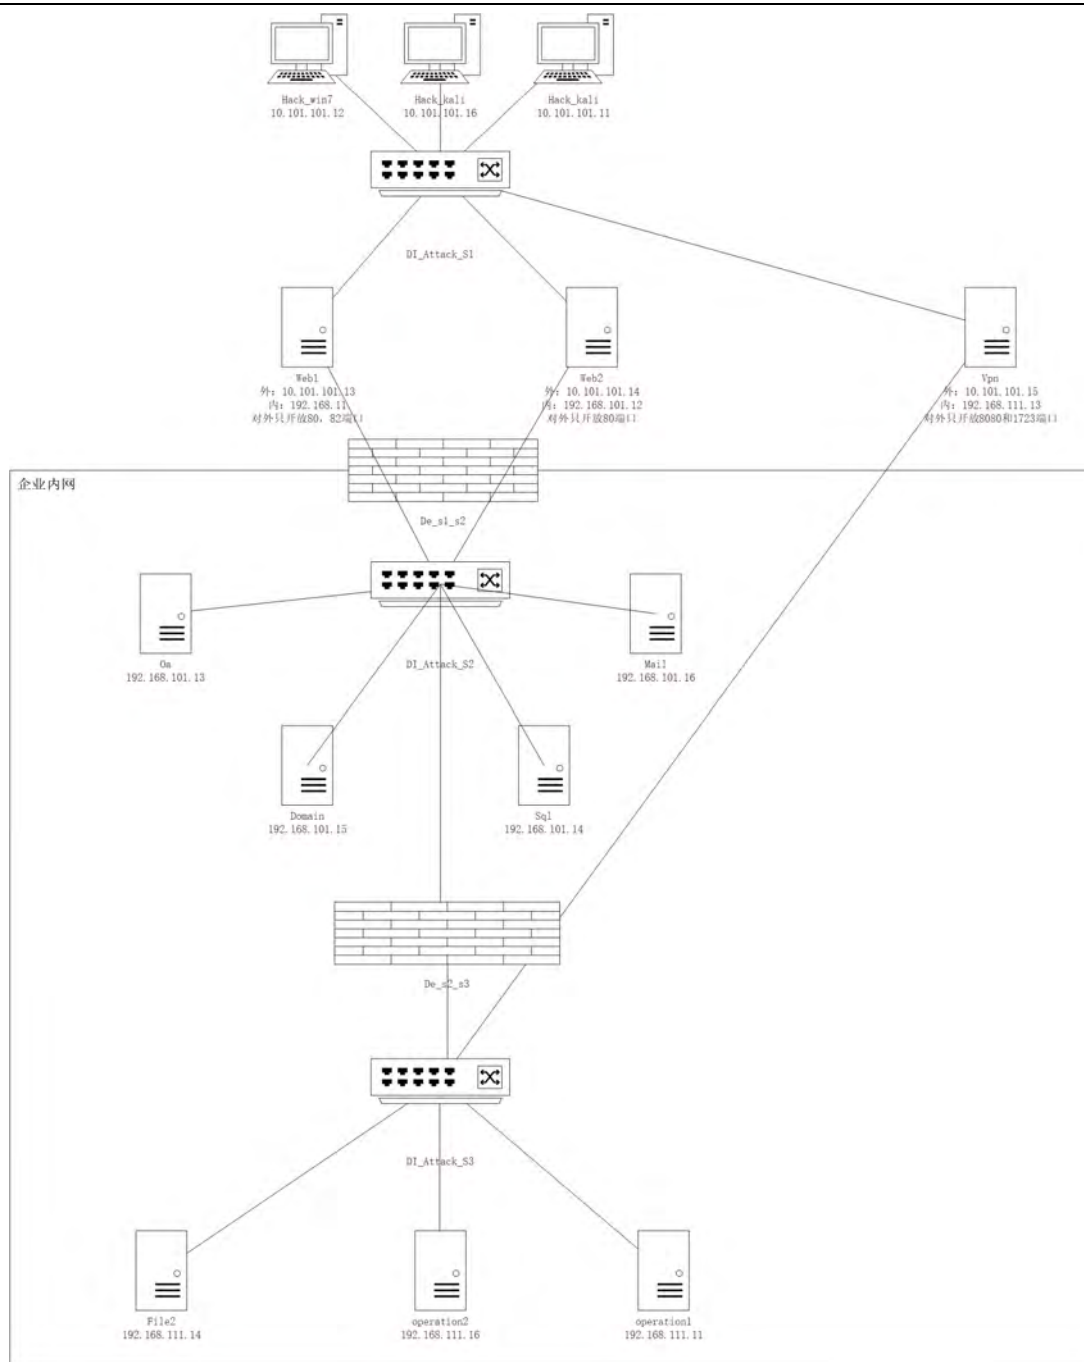 Hack_win7
10.101.101.12
Hack_kali
10.101.101.16
Hack_kali
10.101.101.11
DI_Attack_S1
Web1
外：10.101.101.13
内：192.168.11
对外只开放80，82端口
Web2
外：10.101.101.14
内：192.168.101.12
对外只开放80端口
Vpn
外：10.101.101.15
内：192.168.111.13
对外只开放8080和1723端口
企业内网
De_s1_s2
Oa
192.168.101.13
DI_Attack_S2
Mail
192.168.101.16
Domain
192.168.101.15
Sql
192.168.101.14
De_s2_s3
DI_Attack_S3
File2
192.168.111.14
operation2
192.168.111.16
operation1
192.168.111.11